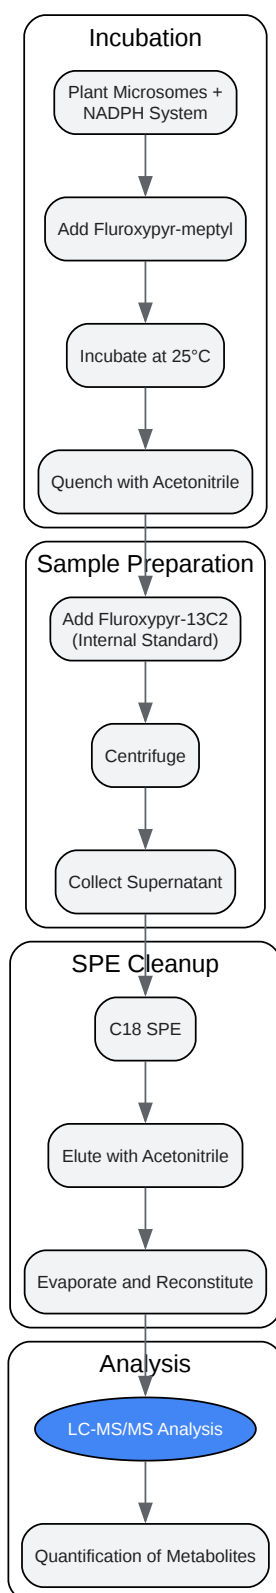 Incubation
Plant Microsomes +
NADPH System
Add Fluroxypyr-meptyl
Incubate at 25°C
Quench with Acetonitrile
Sample Preparation
Add Fluroxypyr-13C2
(Internal Standard)
Centrifuge
Collect Supernatant
SPE Cleanup
C18 SPE
Elute with Acetonitrile
Evaporate and Reconstitute
Analysis
LC-MS/MS Analysis
Quantification of Metabolites